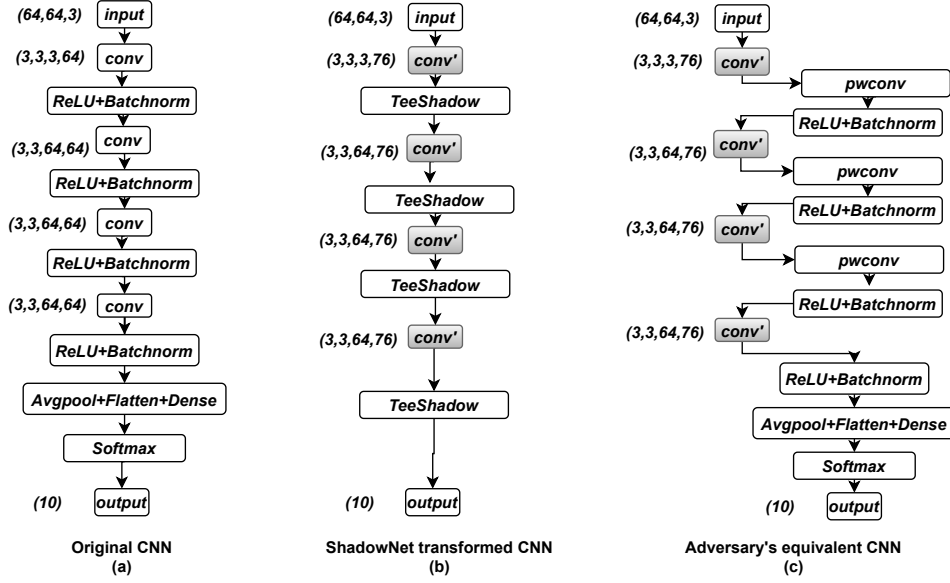 (64,64,3) input
(3,3,3,64) conv
ReLU+Batchnorm
(3,3,64,64) conv
ReLU+Batchnorm
(3,3,64,64) conv
ReLU+Batchnorm
(3,3,64,64) conv
ReLU+Batchnorm
Avgpool+Flatten+Dense
Softmax
(10) output
Original CNN
(a)
(64,64,3) input
(3,3,3,76) conv'
TeeShadow
(3,3,64,76) conv'
TeeShadow
(3,3,64,76) conv'
TeeShadow
(3,3,64,76) conv'
TeeShadow
(10) output
ShadowNet transformed CNN
(b)
(64,64,3) input
(3,3,3,76) conv'
pwconv
ReLU+Batchnorm
(3,3,64,76) conv'
pwconv
ReLU+Batchnorm
(3,3,64,76) conv'
pwconv
ReLU+Batchnorm
(3,3,64,76) conv'
ReLU+Batchnorm
Avgpool+Flatten+Dense
Softmax
(10) output
Adversary's equivalent CNN
(c)